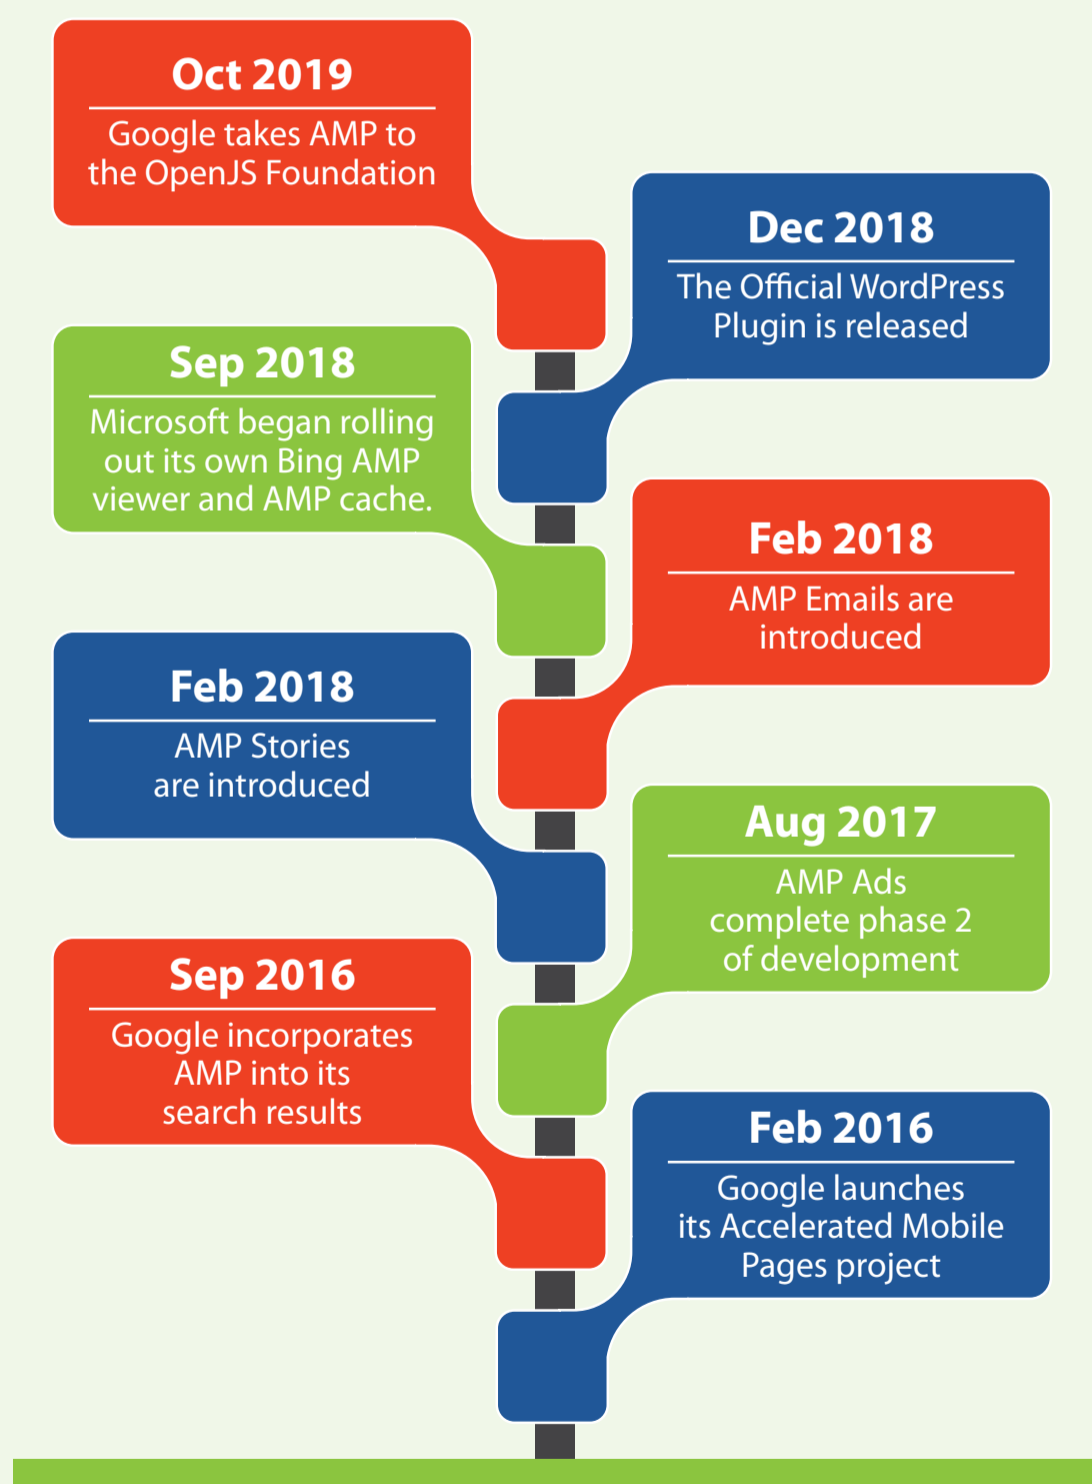 Oct 2019
Google takes AMP to
the OpenJS Foundation
Dec 2018
The Official WordPress
Plugin is released
Sep 2018
Microsoft began rolling
out its own Bing AMP
viewer and AMP cache.
Feb 2018
AMP Emails are
introduced
Feb 2018
AMP Stories
are introduced
Aug 2017
AMP Ads
complete phase 2
of development
Sep 2016
Google incorporates
AMP into its
search results
Feb 2016
Google launches
its Accelerated Mobile
Pages project